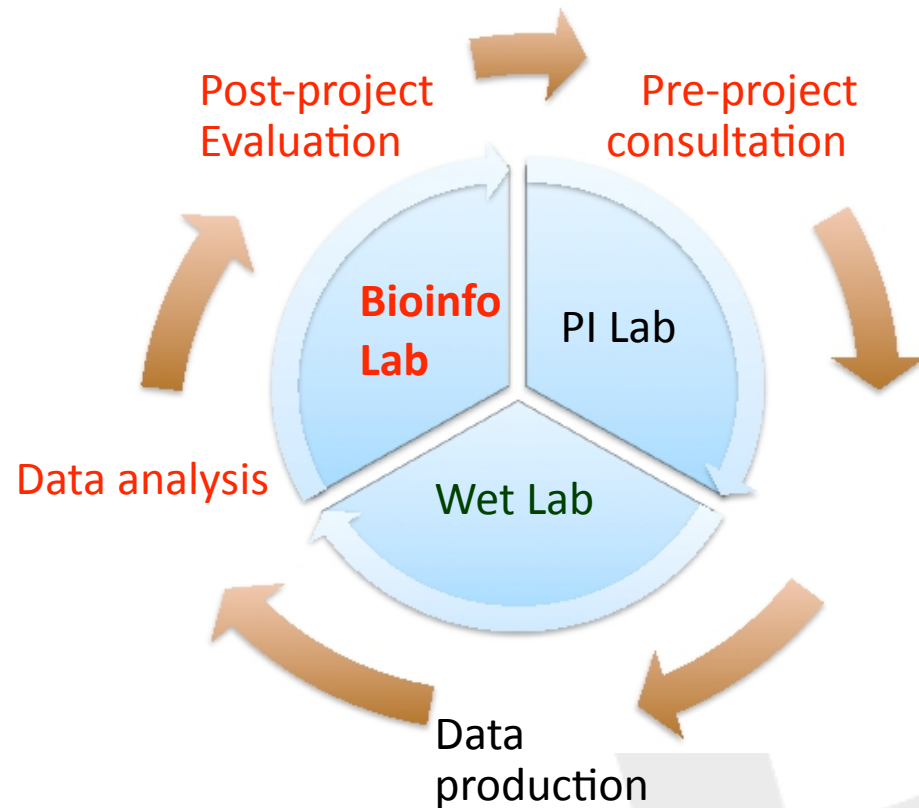 Post-project
Evaluation
Pre-project
consultation
Bioinfo
Lab
PI Lab
Data analysis
Wet Lab
Data
production